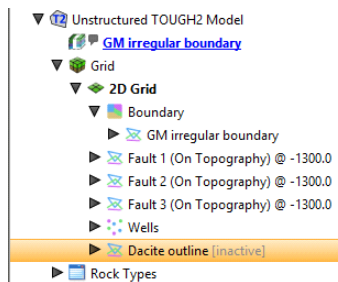 T2 Unstructured TOUGH2 Model
GM irregular boundary
Grid
2D Grid
Boundary
GM irregular boundary
Fault 1 (On Topography) @ -1300.0
Fault 2 (On Topography) @ -1300.0
Fault 3 (On Topography) @ -1300.0
Wells
Dacite outline [inactive]
Rock Types